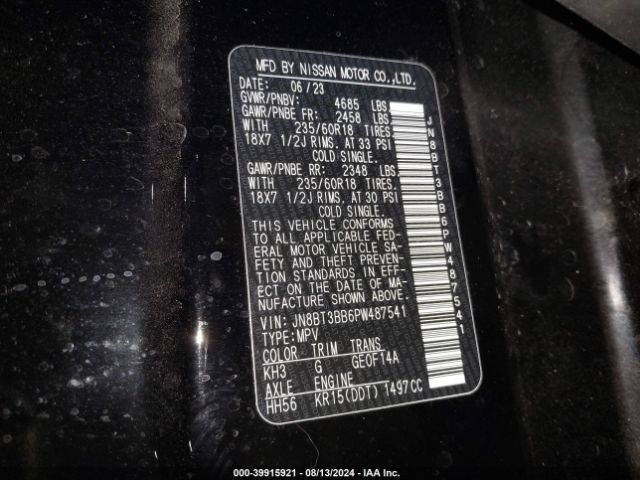 MFD BY NISSAN MOTOR CO.,LTD.
DATE: 06/23
GVWR/PNBV: 4685 LBS
GAWR/PNBE FR: 2458 LBS
WITH 235/60R18 TIRES.
18X7 1/2J RIMS. AT 33 PSI
COLD SINGLE.
GAWR/PNBE RR: 2348 LBS
WITH 235/60R18 TIRES.
18X7 1/2J RIMS. AT 30 PSI
COLD SINGLE.
THIS VEHICLE CONFORMS
TO ALL APPLICABLE FED-
ERAL MOTOR VEHICLE SA-
FETY AND THEFT PREVEN-
TION STANDARDS IN EFF-
ECT ON THE DATE OF MA-
NUFACTURE SHOWN ABOVE.
VIN: JN8BT3BB6PW487541
TYPE:MPV
COLOR TRIM TRANS
KH3 G GE0F14A
AXLE ENGINE
HH56 KR15(DDT) 1497CC
JN8BT3BB6PW487541
000-39915921 - 08/13/2024 - IAA Inc.